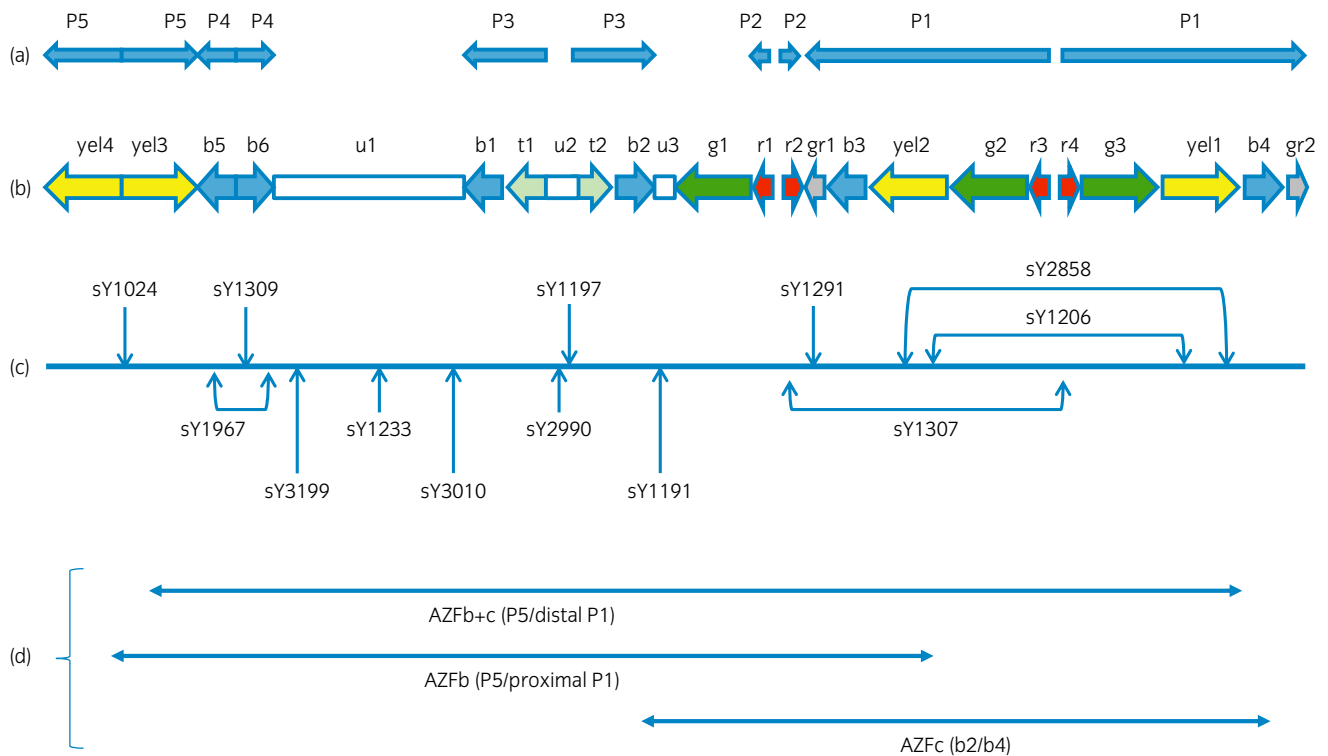 P5 P5 P4 P4 P3 P3 P2 P2 P1 P1
(a)
yel4 yel3 b5 b6 u1 b1 t1 u2 t2 b2 u3 g1 r1 r2 gr1 b3 yel2 g2 r3 r4 g3 yel1 b4 gr2
(b)
sY2858
sY1024 sY1309 sY1197 sY1291
sY1206
(c)
sY1967 sY1233 sY2990 sY1307
sY3199 sY3010 sY1191
AZFb+c (P5/distal P1)
(d)
AZFb (P5/proximal P1)
AZFc (b2/b4)